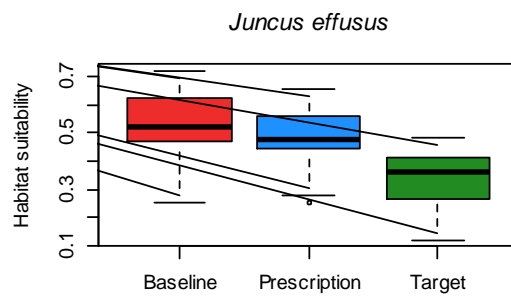 Juncus effusus
Habitat suitability
0.7
0.5
0.3
0.1
Baseline Prescription Target